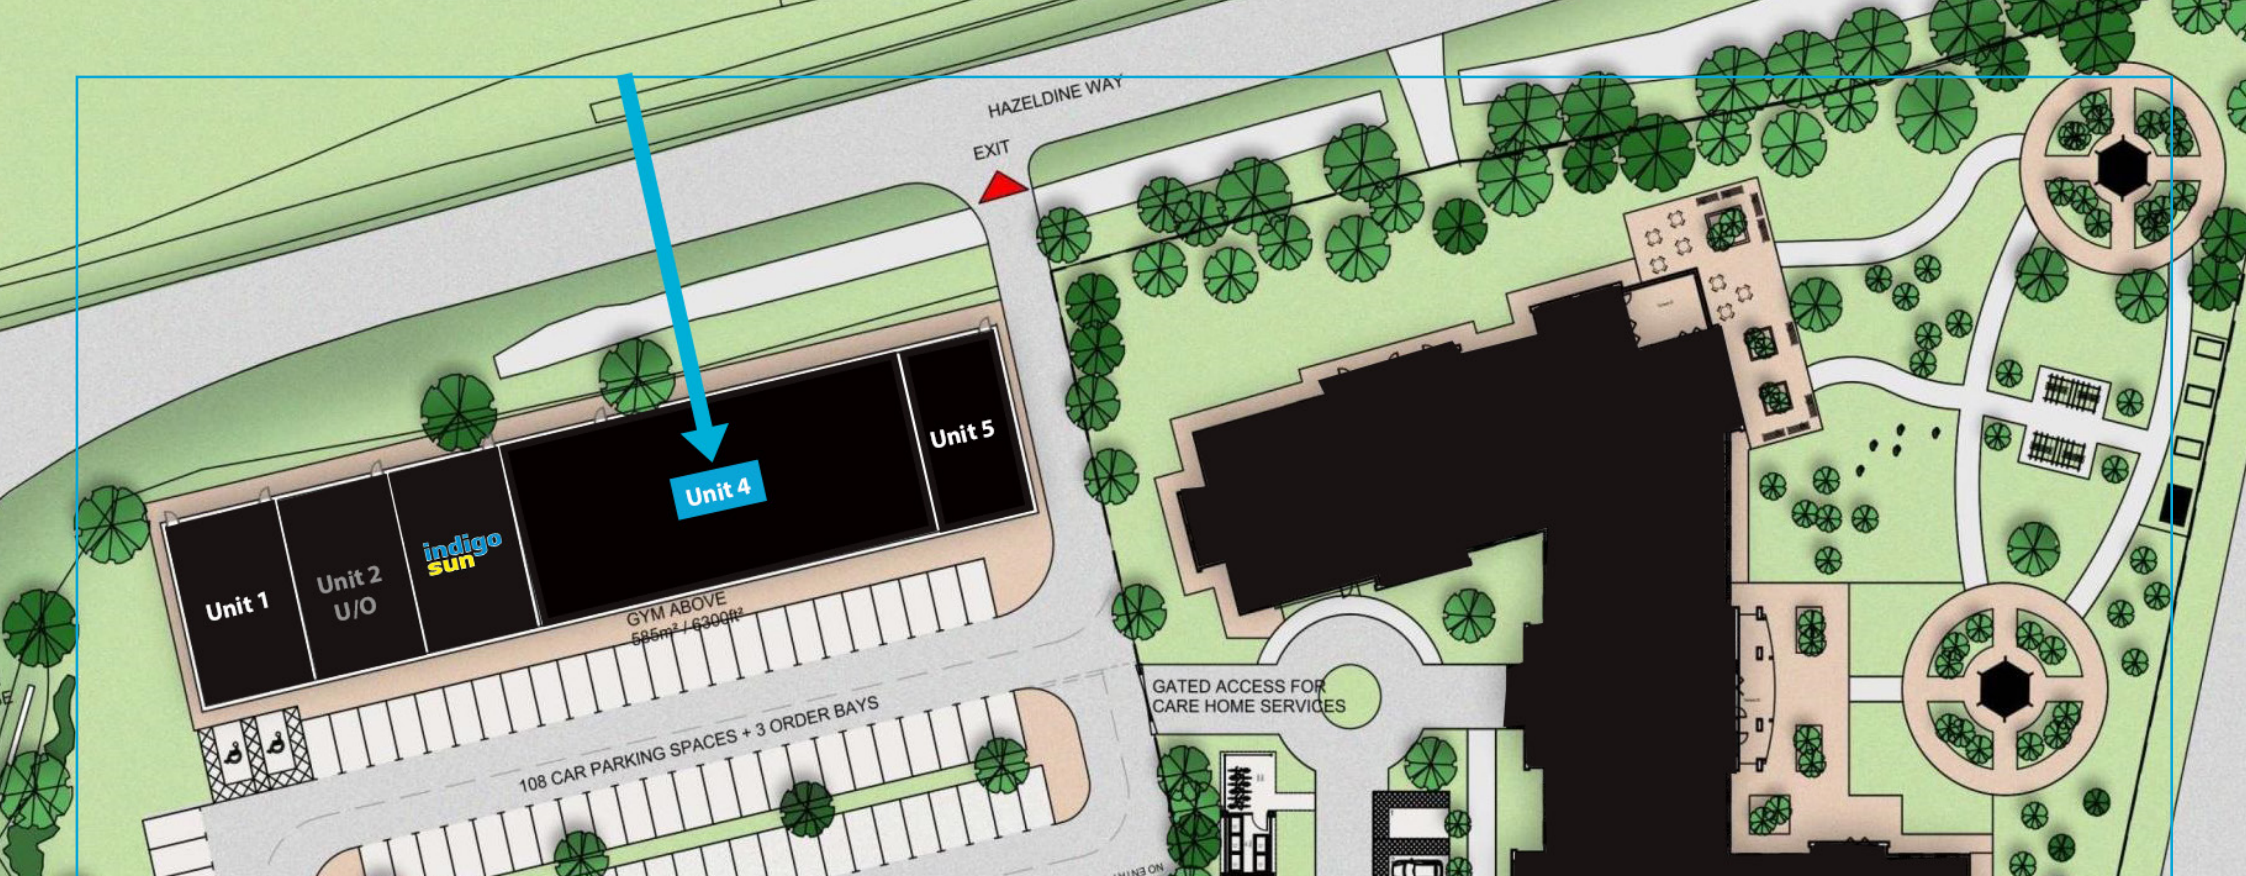 HAZELDINE WAY
EXIT
Unit 5
Unit 4
indigo
sun
Unit 2
U/O
Unit 1
GYM ABOVE
585m² / 6300ft²
GATED ACCESS FOR
CARE HOME SERVICES
108 CAR PARKING SPACES + 3 ORDER BAYS